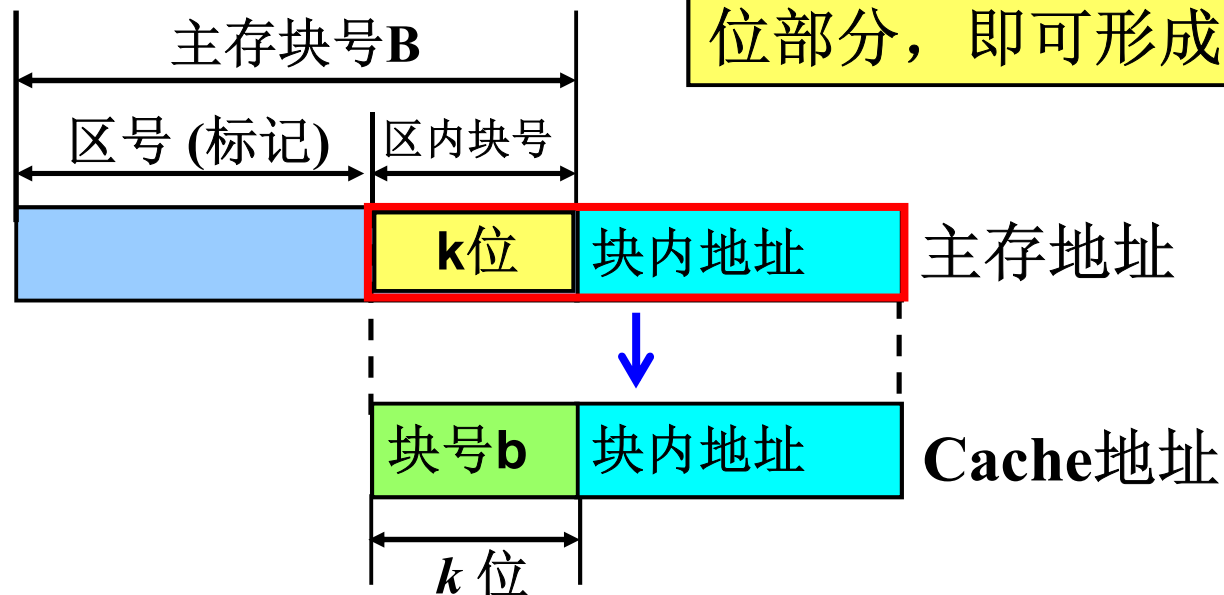 位部分，即可形成
主存块号B
区号 (标记)
区内块号
k位
块内地址
主存地址
块号b
块内地址
Cache地址
k 位